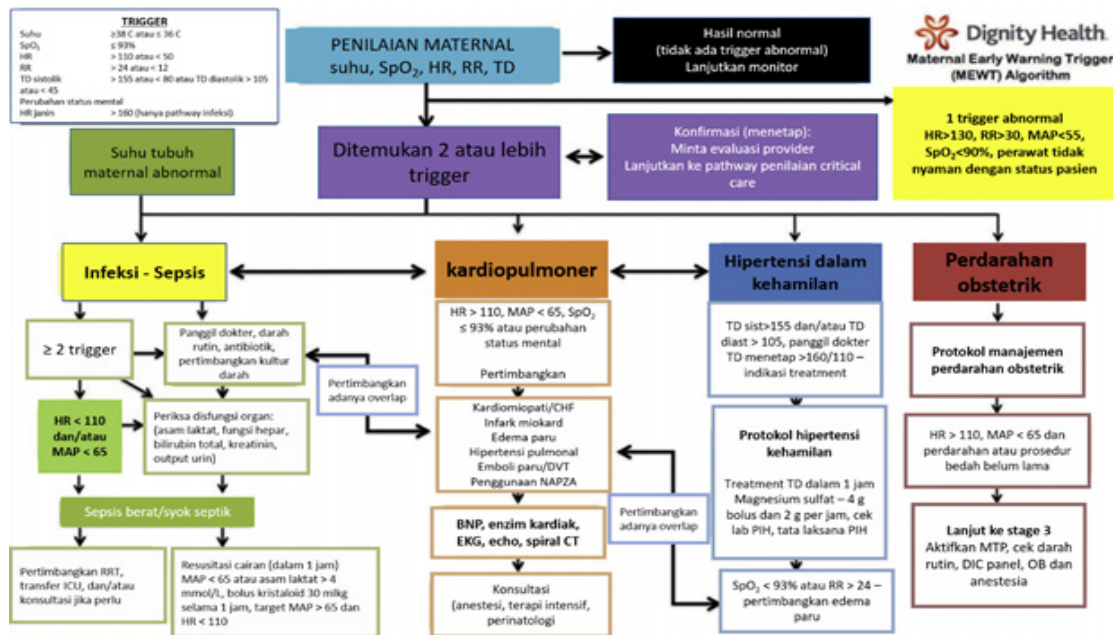 TRIGGER
Suhu ≥38 C atau ≤ 36 C
SpO₂ ≤ 93%
HR > 110 atau < 50
RR > 24 atau < 12
TD sistolik > 155 atau < 80 atau TD diastolik > 105
atau < 45
Perubahan status mental
HR Janin > 160 (hanya pathway infeksi)
PENILAIAN MATERNAL
suhu, SpO₂, HR, RR, TD
Hasil normal
(tidak ada trigger abnormal)
Lanjutkan monitor
Dignity Health.
Maternal Early Warning Trigger
(MEWT) Algorithm
Suhu tubuh
maternal abnormal
Ditemukan 2 atau lebih
trigger
Konfirmasi (menetap):
Minta evaluasi provider
Lanjutkan ke pathway penilaian critical
care
1 trigger abnormal
HR>130, RR>30, MAP<55,
SpO₂<90%, perawat tidak
nyaman dengan status pasien
Infeksi - Sepsis
≥ 2 trigger
Panggil dokter, darah
rutin, antibiotik,
pertimbangkan kultur
darah
HR < 110
dan/atau
MAP < 65
Periksa disfungsi organ:
(asam laktat, fungsi hepar,
bilirubin total, kreatinin,
output urin)
Sepsis berat/syok septik
Pertimbangkan RRT,
transfer ICU, dan/atau
konsultasi jika perlu
Resusitasi cairan (dalam 1 jam)
MAP < 65 atau asam laktat > 4
mmol/L, bolus kristaloid 30 mlkg
selama 1 jam, target MAP > 65 dan
HR < 110
Pertimbangkan
adanya overlap
kardiopulmoner
HR > 110, MAP < 65, SpO₂
≤ 93% atau perubahan
status mental
Pertimbangkan
Kardiomiopati/CHF
Infark miokard
Edema paru
Hipertensi pulmonal
Emboli paru/DVT
Penggunaan NAPZA
BNP, enzim kardiak,
EKG, echo, spiral CT
Konsultasi
(anestesi, terapi intensif,
perinatologi
Pertimbangkan
adanya overlap
Hipertensi dalam
kehamilan
TD sist>155 dan/atau TD
diast > 105, panggil dokter
TD menetap >160/110 –
indikasi treatment
Protokol hipertensi
kehamilan
Treatment TD dalam 1 jam
Magnesium sulfat – 4 g
bolus dan 2 g per jam, cek
lab PIH, tata laksana PIH
SpO₂ < 93% atau RR > 24 –
pertimbangkan edema
paru
Perdarahan
obstetrik
Protokol manajemen
perdarahan obstetrik
HR > 110, MAP < 65 dan
perdarahan atau prosedur
bedah belum lama
Lanjut ke stage 3
Aktifkan MTP, cek darah
rutin, DIC panel, OB dan
anestesia